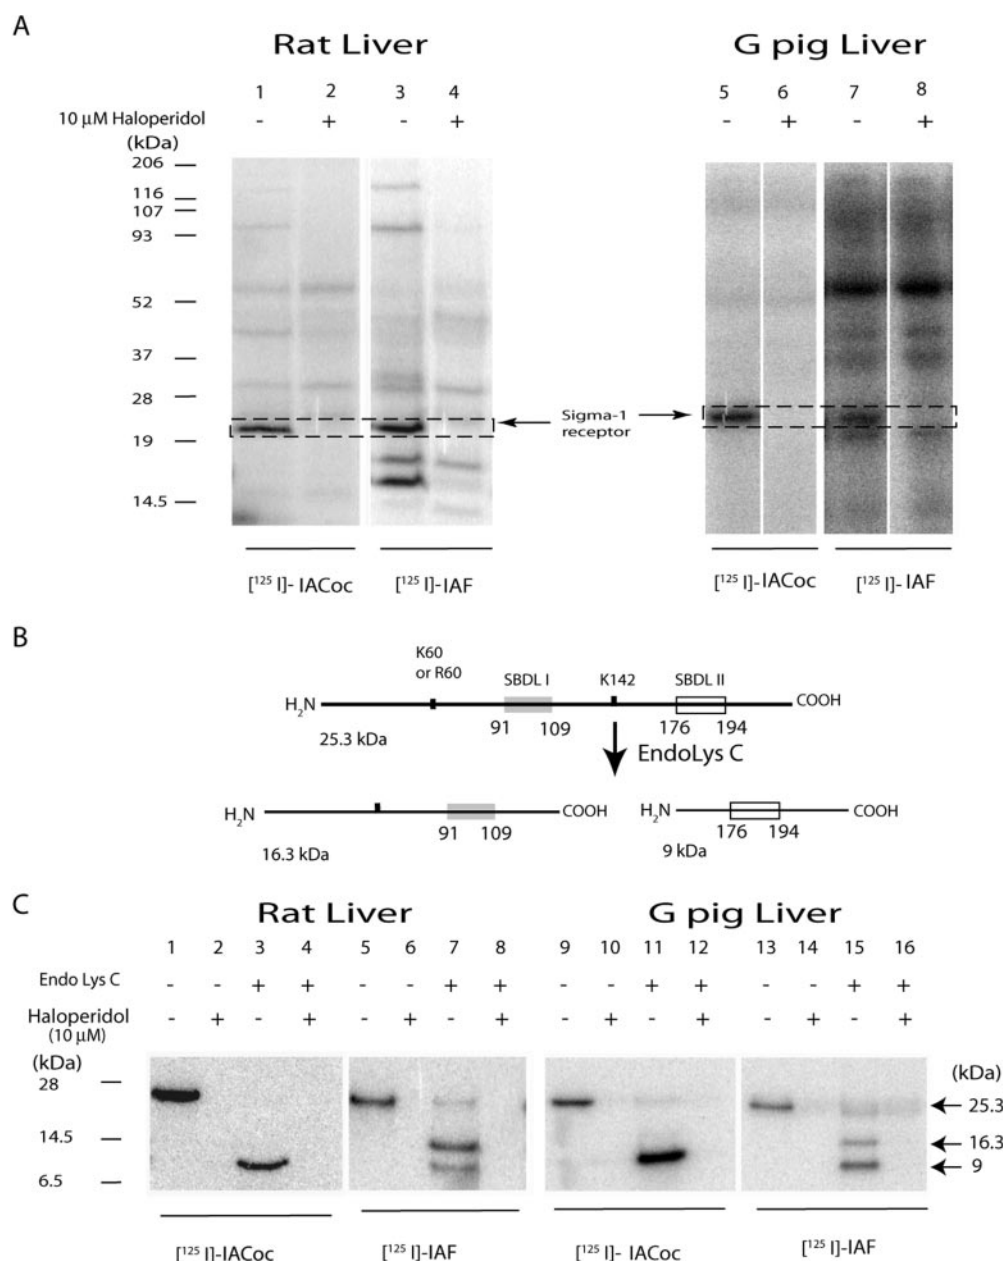 A
Rat Liver
G pig Liver
1 2 3 4 5 6 7 8
10 μM Haloperidol - + - + - + - +
(kDa)
206
116
107
93
52
37
28
19
14.5
Sigma-1
receptor
[¹²⁵ I]- IACoc [¹²⁵ I]-IAF [¹²⁵ I]-IACoc [¹²⁵ I]- IAF
B
K60
or R60
SBDL I K142 SBDL II
H₂N COOH
91 109 176 194
25.3 kDa
EndoLys C
H₂N COOH H₂N COOH
91 109 176 194
16.3 kDa 9 kDa
C
Rat Liver G pig Liver
1 2 3 4 5 6 7 8 9 10 11 12 13 14 15 16
Endo Lys C - - + + - - + + - - + + - - + +
Haloperidol - + - + - + - + - + - + - + - +
(10 μM)
(kDa) (kDa)
28
14.5
6.5
25.3
16.3
9
[¹²⁵ I]-IACoc [¹²⁵ I]-IAF [¹²⁵ I]- IACoc [¹²⁵ I]-IAF